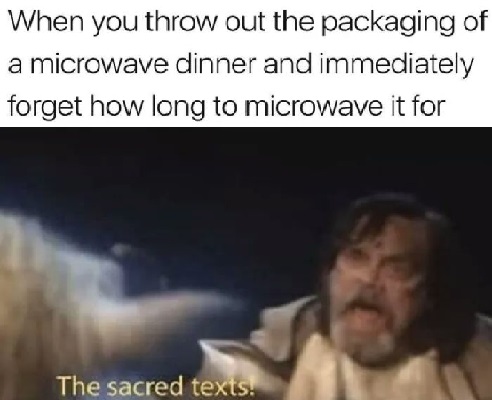 When you throw out the packaging of
a microwave dinner and immediately
forget how long to microwave it for
The sacred texts!